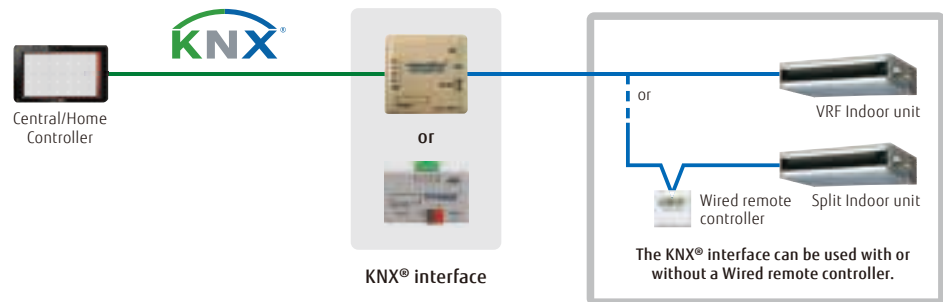 KNX®
Central/Home
Controller
or
KNX® interface
or
VRF Indoor unit
Wired remote
controller
Split Indoor unit
The KNX® interface can be used with or
without a Wired remote controller.